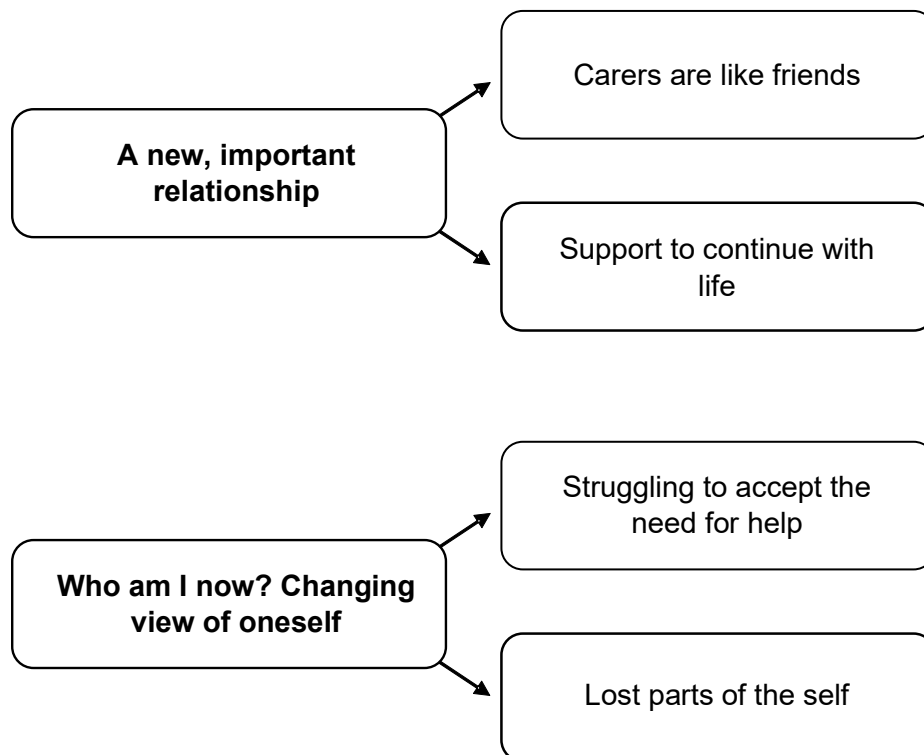 Carers are like friends
A new, important
relationship
Support to continue with
life
Struggling to accept the
need for help
Who am I now? Changing
view of oneself
Lost parts of the self